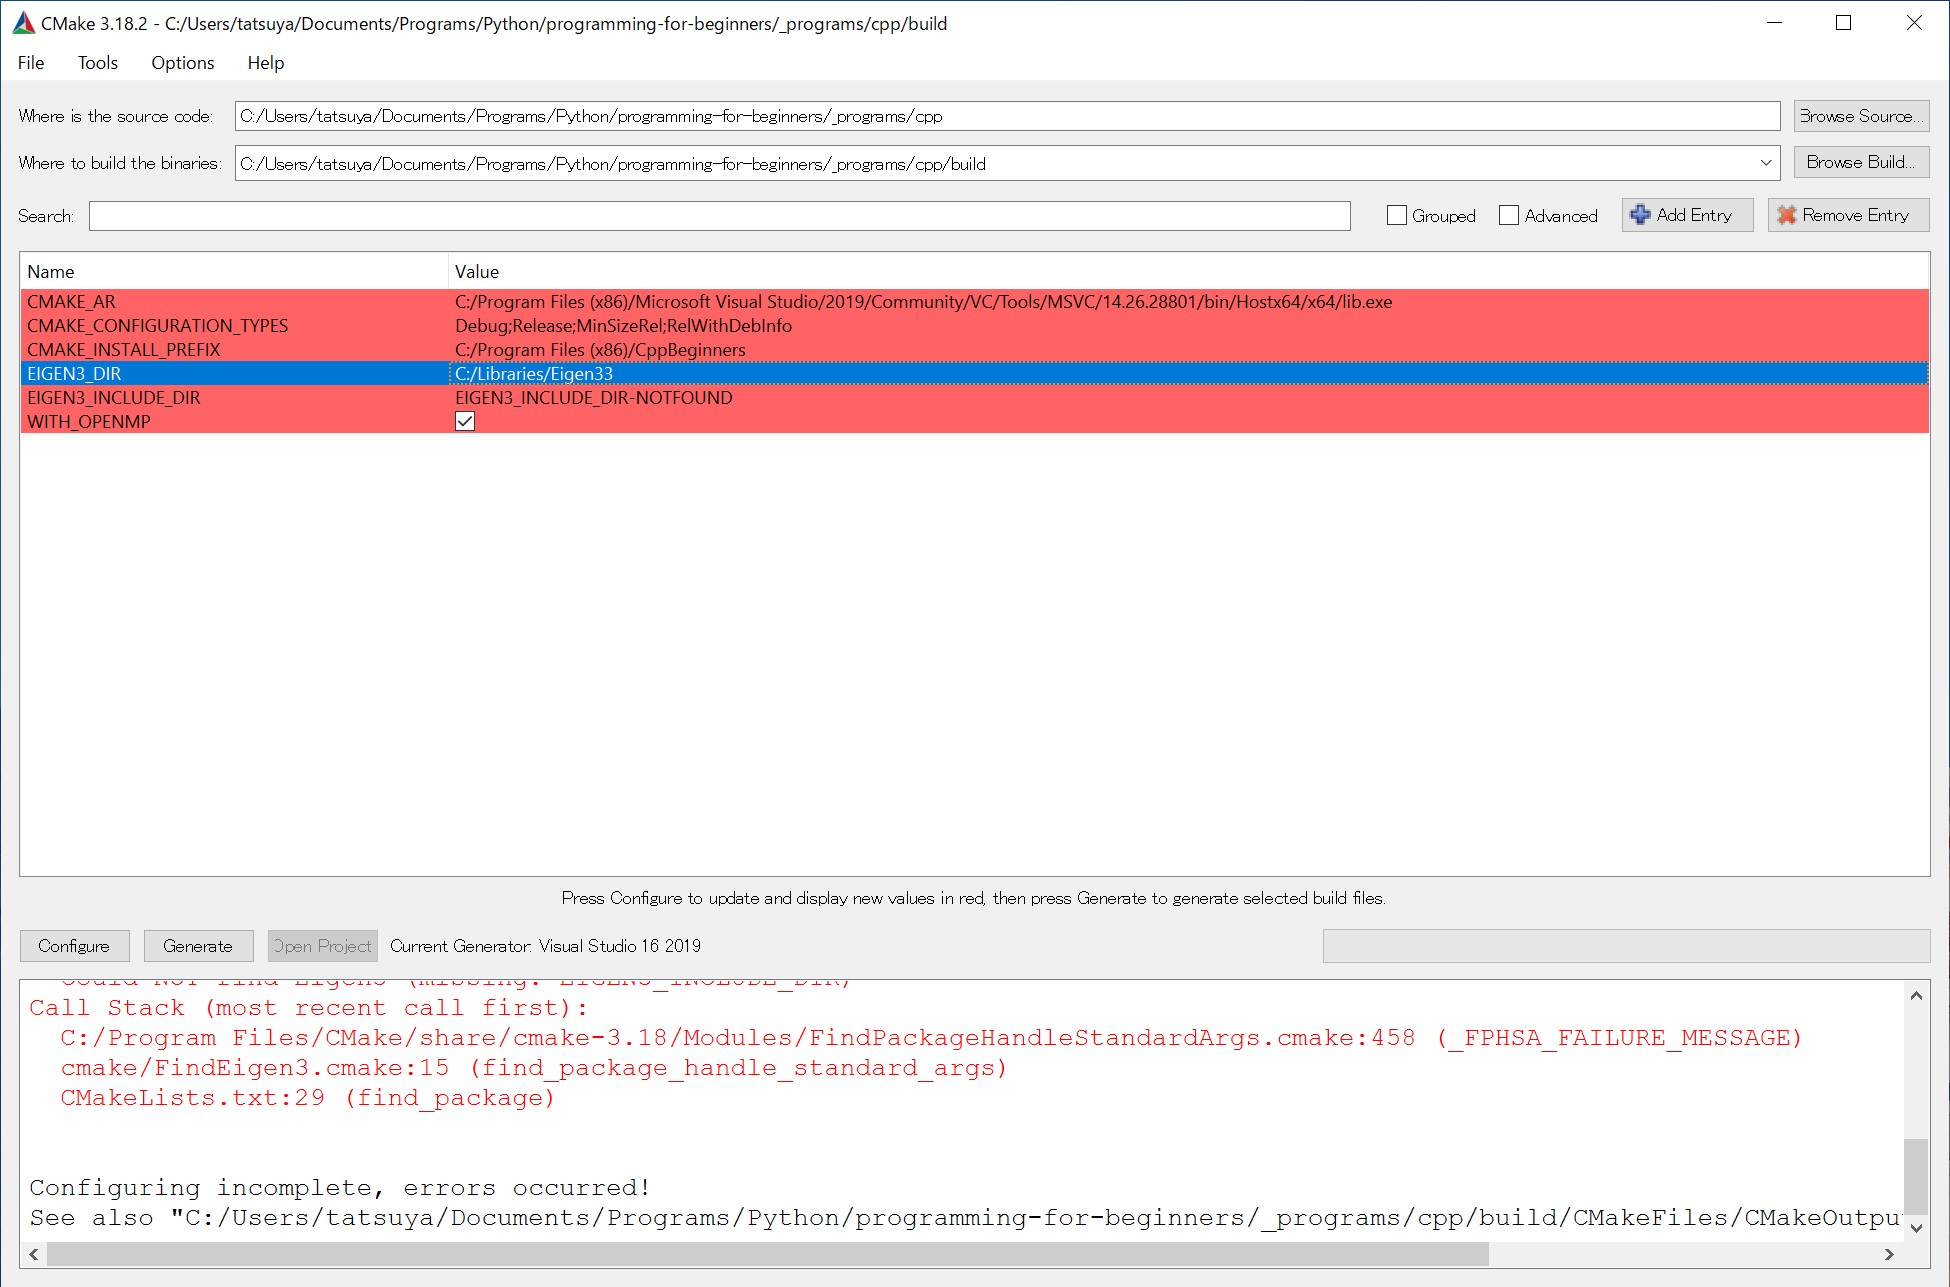 CMake 3.18.2 - C:/Users/tatsuya/Documents/Programs/Python/programming-for-beginners/_programs/cpp/build
File Tools Options Help
Where is the source code: C:/Users/tatsuya/Documents/Programs/Python/programming-for-beginners/_programs/cpp Browse Source...
Where to build the binaries: C:/Users/tatsuya/Documents/Programs/Python/programming-for-beginners/_programs/cpp/build Browse Build...
Search: Grouped Advanced Add Entry Remove Entry
Name Value
CMAKE_AR C:/Program Files (x86)/Microsoft Visual Studio/2019/Community/VC/Tools/MSVC/14.26.28801/bin/Hostx64/x64/lib.exe
CMAKE_CONFIGURATION_TYPES Debug;Release;MinSizeRel;RelWithDebInfo
CMAKE_INSTALL_PREFIX C:/Program Files (x86)/CppBeginners
EIGEN3_DIR C:/Libraries/Eigen33
EIGEN3_INCLUDE_DIR EIGEN3_INCLUDE_DIR-NOTFOUND
WITH_OPENMP
Press Configure to update and display new values in red, then press Generate to generate selected build files.
Configure Generate Open Project Current Generator: Visual Studio 16 2019
Could NOT find Eigen3 (missing: EIGEN3_INCLUDE_DIR)
Call Stack (most recent call first):
C:/Program Files/CMake/share/cmake-3.18/Modules/FindPackageHandleStandardArgs.cmake:458 (_FPHSA_FAILURE_MESSAGE)
cmake/FindEigen3.cmake:15 (find_package_handle_standard_args)
CMakeLists.txt:29 (find_package)
Configuring incomplete, errors occurred!
See also "C:/Users/tatsuya/Documents/Programs/Python/programming-for-beginners/_programs/cpp/build/CMakeFiles/CMakeOutpu